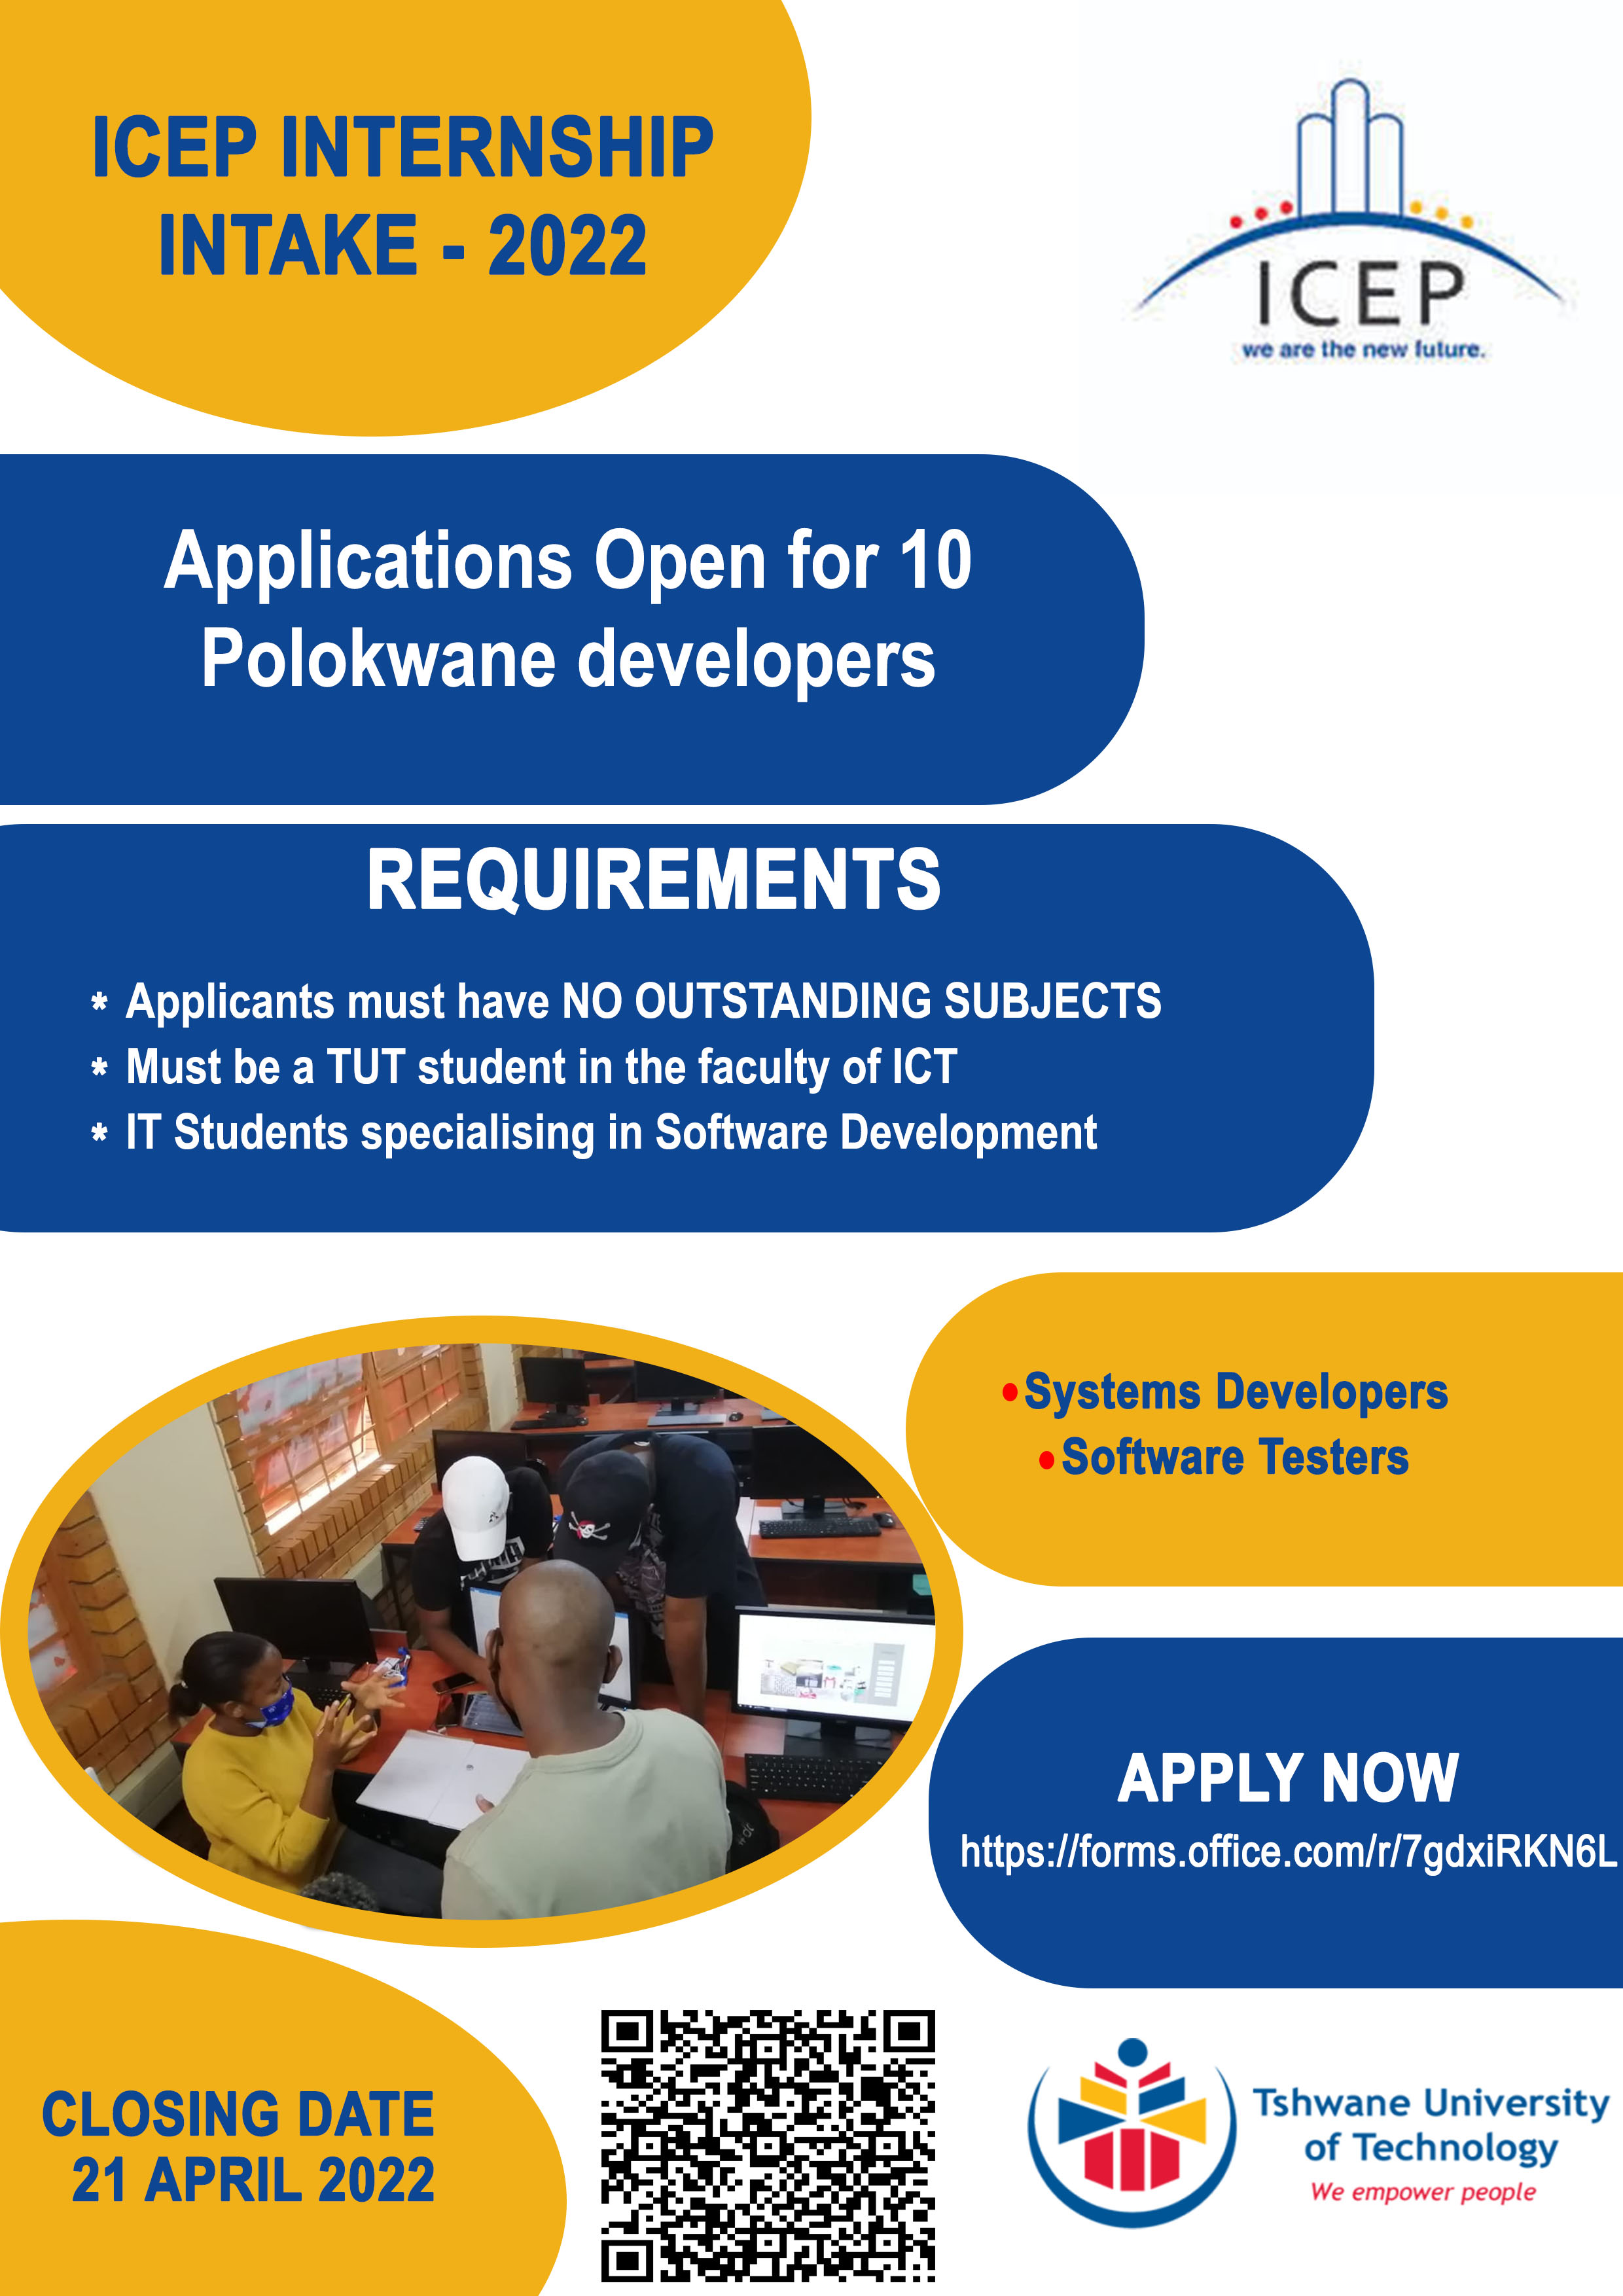 ICEP INTERNSHIP
INTAKE - 2022
ICEP
we are the new future.
Applications Open for 10
Polokwane developers
REQUIREMENTS
* Applicants must have NO OUTSTANDING SUBJECTS
* Must be a TUT student in the faculty of ICT
* IT Students specialising in Software Development
•Systems Developers
•Software Testers
APPLY NOW
https://forms.office.com/r/7gdxiRKN6L
CLOSING DATE
21 APRIL 2022
Tshwane University
of Technology
We empower people